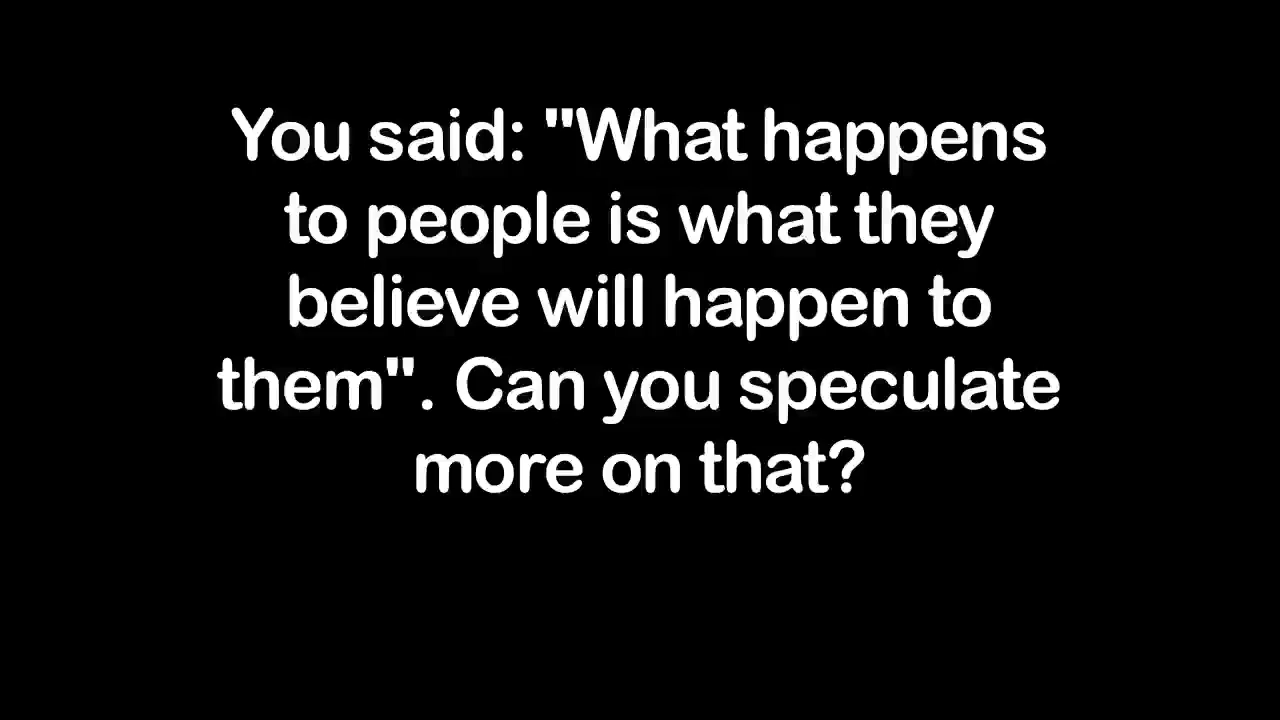 You said: "What happens
to people is what they
believe will happen to
them". Can you speculate
more on that?